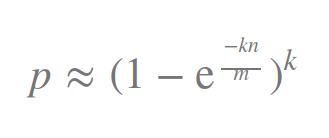 p ≈ (1 − e^(−kn/m))^k